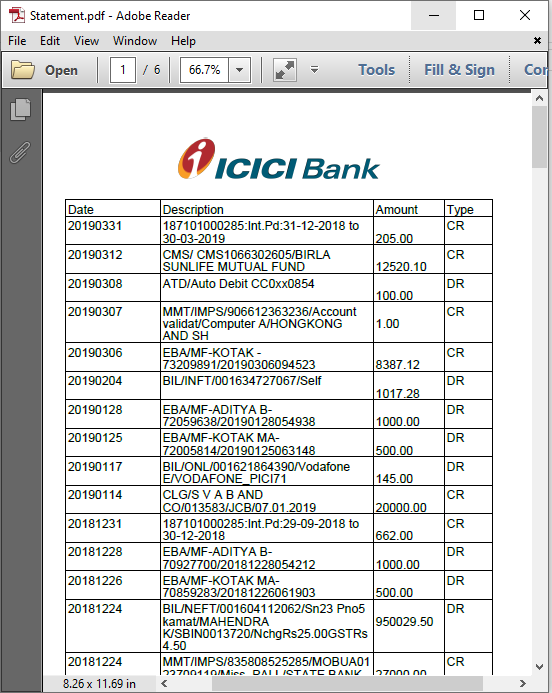 Statement.pdf - Adobe Reader
File Edit View Window Help
Open 1 / 6 66.7% Tools Fill & Sign
ICICI Bank
Date Description Amount Type
20190331 187101000285:Int.Pd:31-12-2018 to CR
30-03-2019 205.00
20190312 CMS/ CMS1066302605/BIRLA CR
SUNLIFE MUTUAL FUND 12520.10
20190308 ATD/Auto Debit CC0xx0854 DR
100.00
20190307 MMT/IMPS/906612363236/Account CR
validat/Computer A/HONGKONG 1.00
AND SH
20190306 EBA/MF-KOTAK - CR
73209891/20190306094523 8387.12
20190204 BIL/INFT/001634727067/Self DR
1017.28
20190128 EBA/MF-ADITYA B- DR
72059638/20190128054938 1000.00
20190125 EBA/MF-KOTAK MA- DR
72005814/20190125063148 500.00
20190117 BIL/ONL/001621864390/Vodafone DR
E/VODAFONE_PICI71 145.00
20190114 CLG/S V A B AND CR
CO/013583/JCB/07.01.2019 20000.00
20181231 187101000285:Int.Pd:29-09-2018 to CR
30-12-2018 662.00
20181228 EBA/MF-ADITYA B- DR
70927700/20181228054212 1000.00
20181226 EBA/MF-KOTAK MA- DR
70859283/20181226061903 500.00
20181224 BIL/NEFT/001604112062/Sn23 Pno5 DR
kamat/MAHENDRA 950029.50
K/SBIN0013720/NchgRs25.00GSTRs
4.50
20181224 MMT/IMPS/835808525285/MOBUA01 CR
23709119/Miss PALL/STATE BANK 27000.00
8.26 x 11.69 in